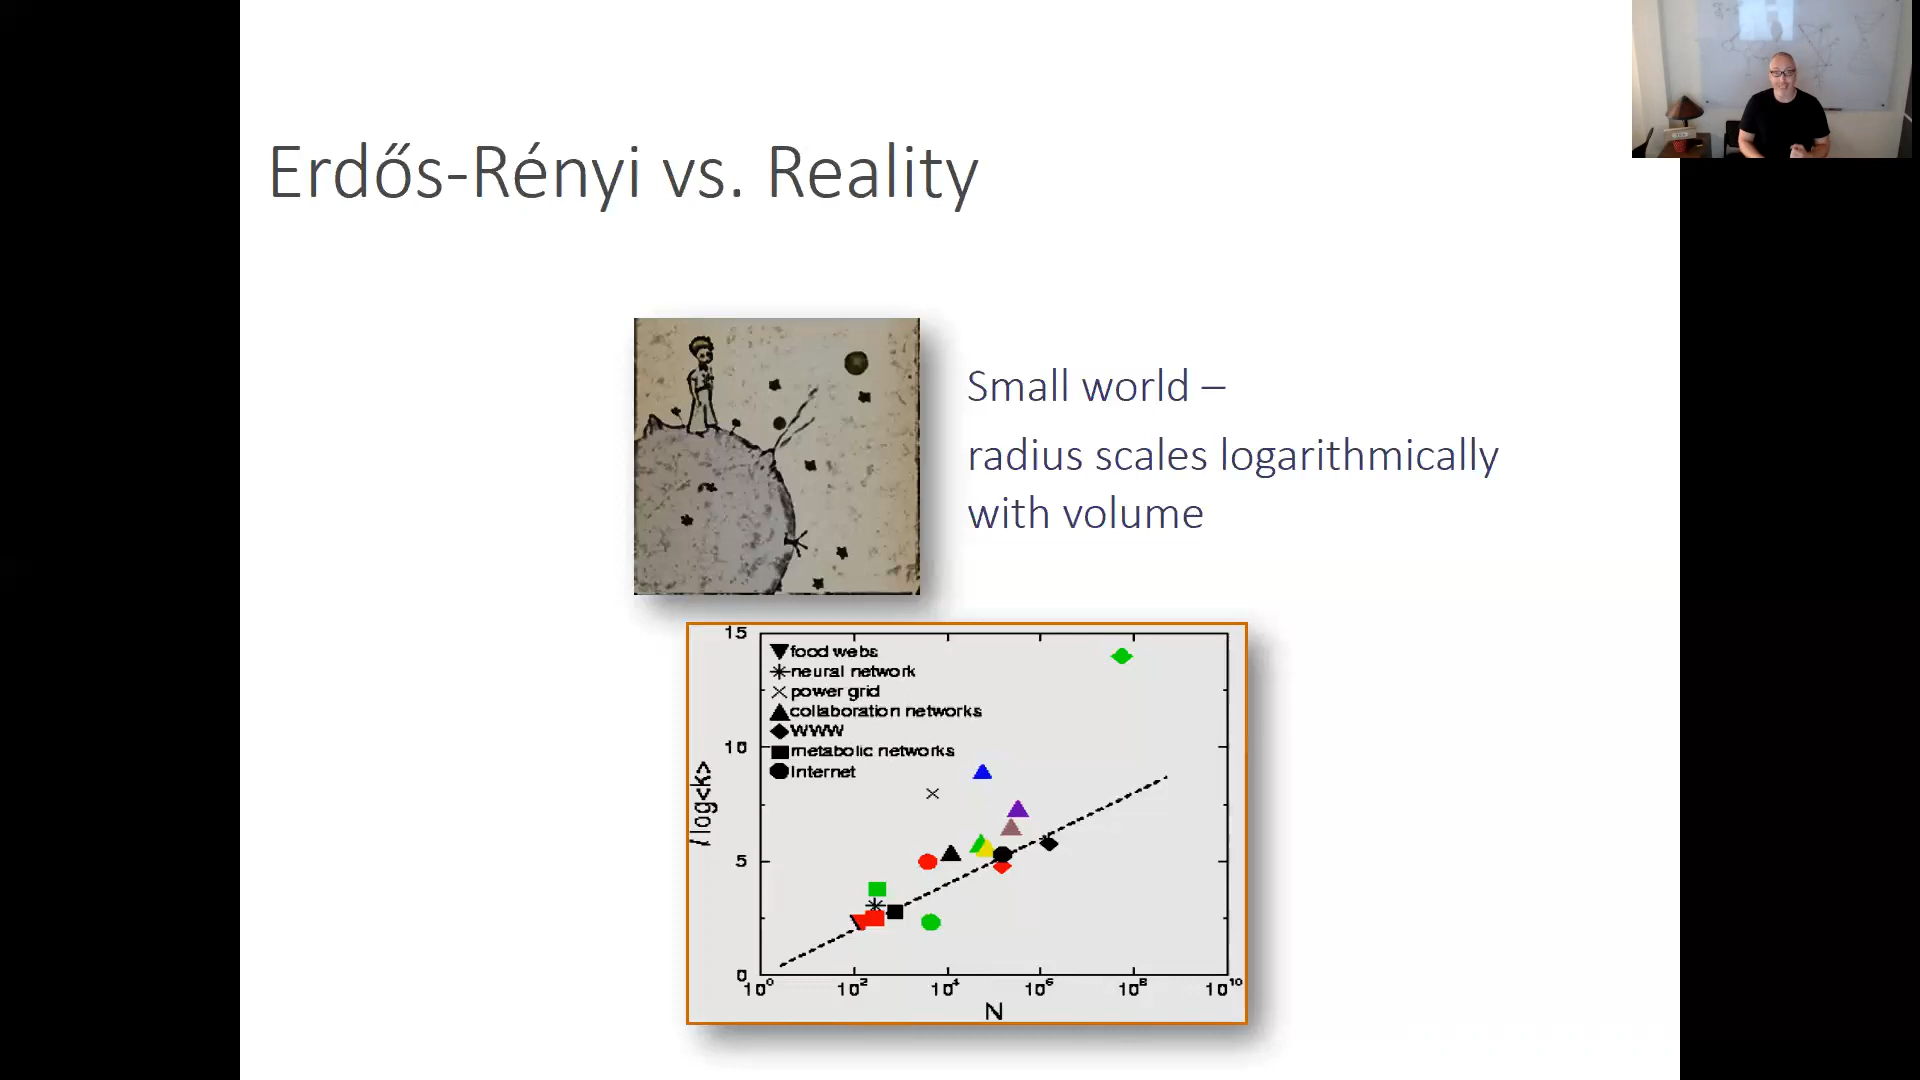 Erdős-Rényi vs. Reality
Small world –
radius scales logarithmically
with volume
15
food webs
neural network
power grid
collaboration networks
WWW
metabolic networks
Internet
10
5
0
l log<k>
10⁰ 10² 10⁴ 10⁶ 10⁸ 10¹⁰
N